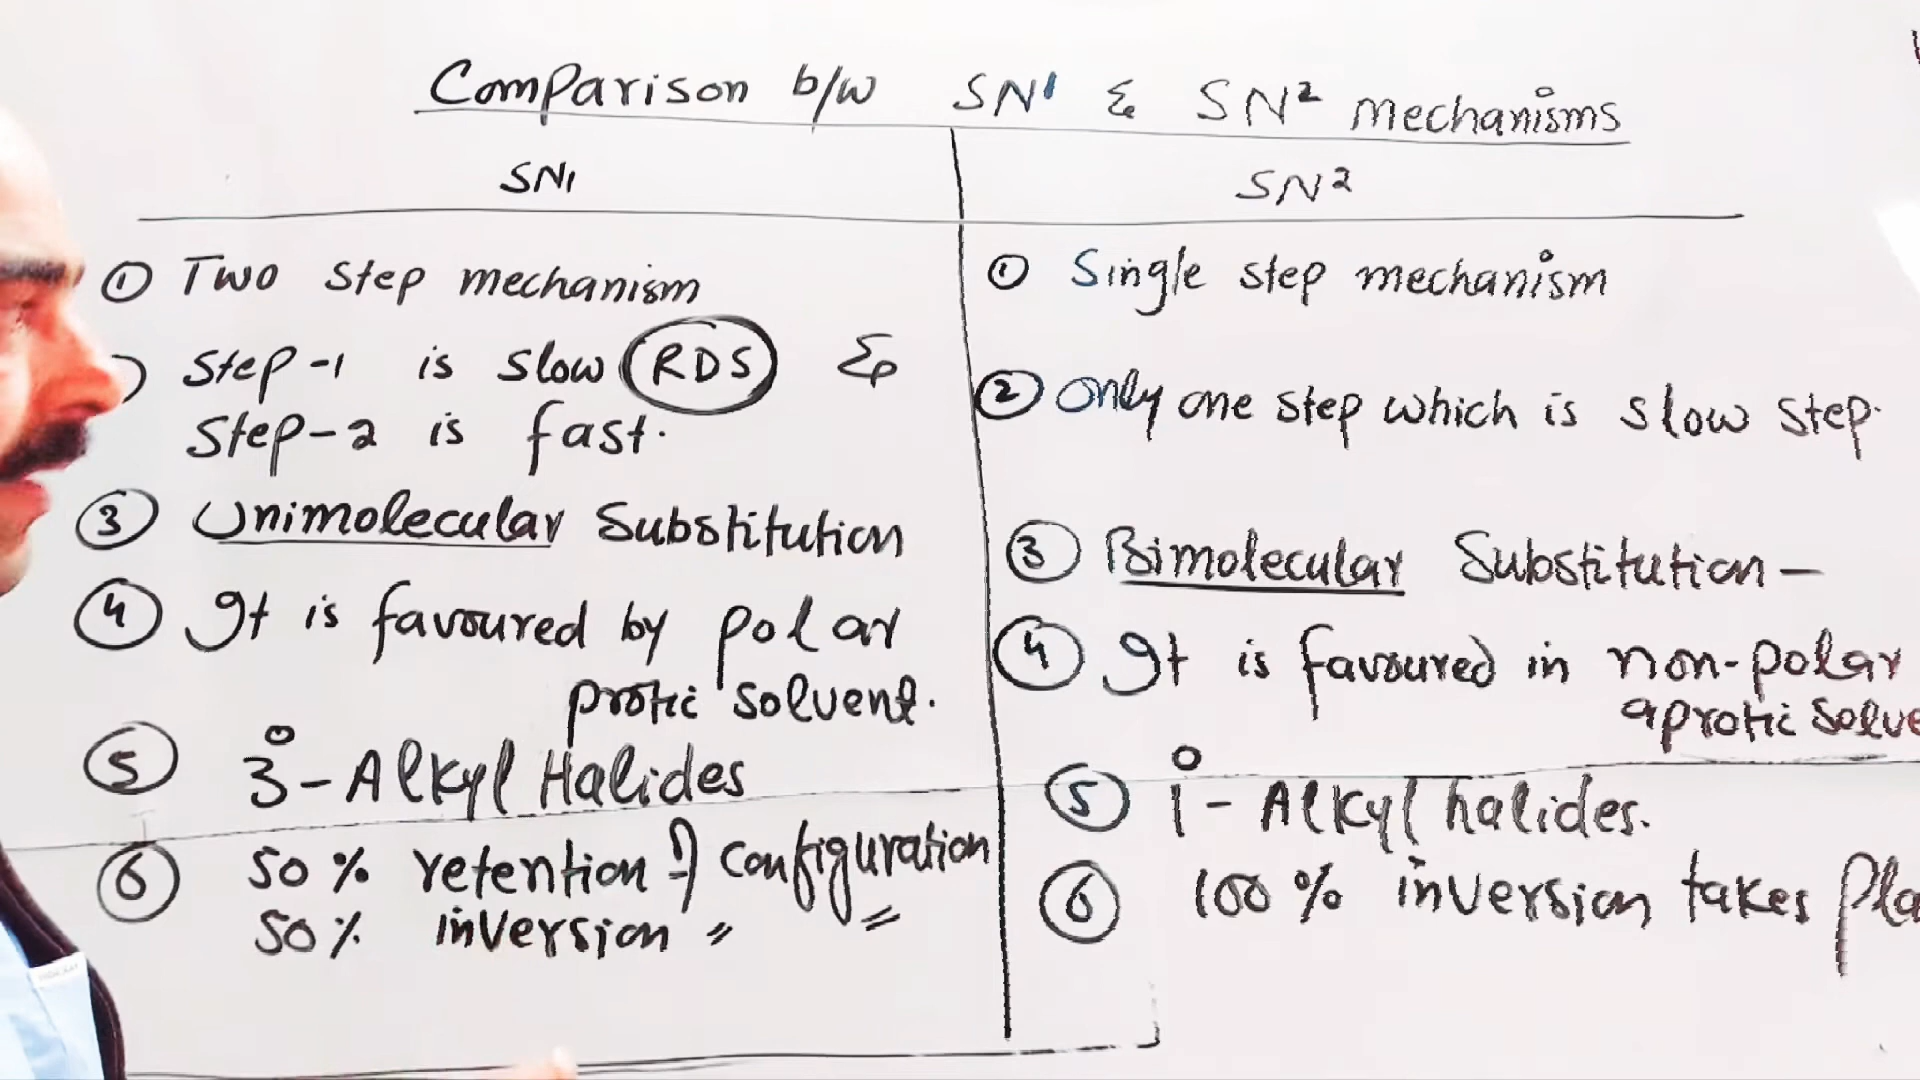 Comparison b/w SN1 & SN2 mechanisms
SN1
① Two step mechanism
) Step-1 is slow (RDS) &
Step-2 is fast.
③ Unimolecular Substitution
④ It is favoured by polar
protic solvent.
⑤ 3°-Alkyl Halides
⑥ 50% retention of configuration
50% inversion " =
SN2
① Single step mechanism
② Only one step which is slow step.
③ Bimolecular Substitution -
④ It is favoured in non-polar
aprotic solve
⑤ 1°- Alkyl halides.
⑥ 100% inversion takes Pla